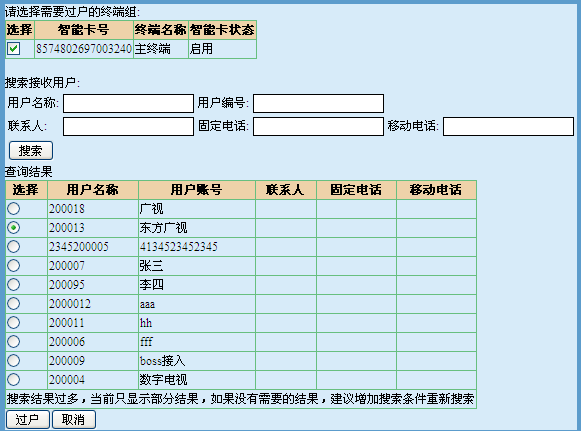 请选择需要过户的终端组:
选择 智能卡号 终端名称 智能卡状态
8574802697003240 主终端 启用
搜索接收用户:
用户名称: 用户编号:
联系人: 固定电话: 移动电话:
搜索
查询结果
选择 用户名称 用户账号 联系人 固定电话 移动电话
200018 广视
200013 东方广视
2345200005 4134523452345
200007 张三
200095 李四
2000012 aaa
200011 hh
200006 fff
200009 boss接入
200004 数字电视
搜索结果过多，当前只显示部分结果，如果没有需要的结果，建议增加搜索条件重新搜索
过户 取消